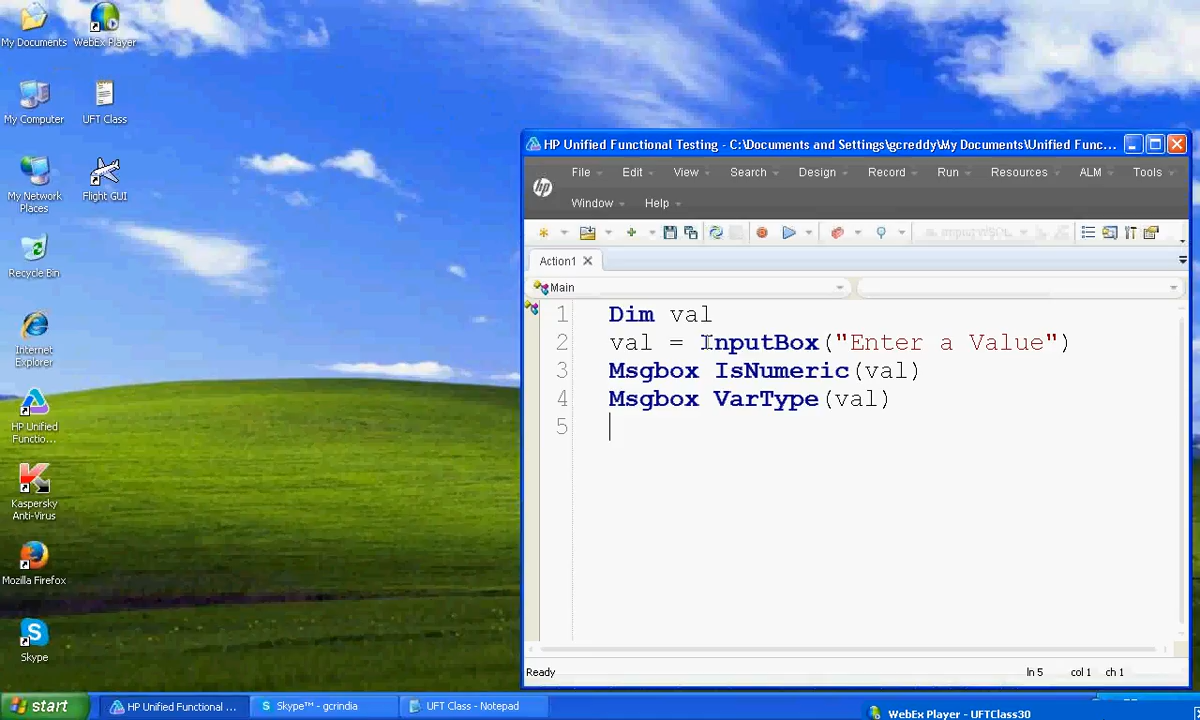 My Documents
WebEx Player
My Computer
UFT Class
My Network
Places
Flight GUI
Recycle Bin
Internet
Explorer
HP Unified
Functio...
Kaspersky
Anti-Virus
Mozilla Firefox
Skype
HP Unified Functional Testing - C:\Documents and Settings\gcreddy\My Documents\Unified Func...
hp
File Edit View Search Design Record Run Resources ALM Tools
Window Help
Action1
Main
1 Dim val
2 val = InputBox("Enter a Value")
3 Msgbox IsNumeric(val)
4 Msgbox VarType(val)
5
Ready ln 5 col 1 ch 1
start
HP Unified Functional ...
Skype™ - gcrindia
UFT Class - Notepad
WebEx Player - UFTClass30